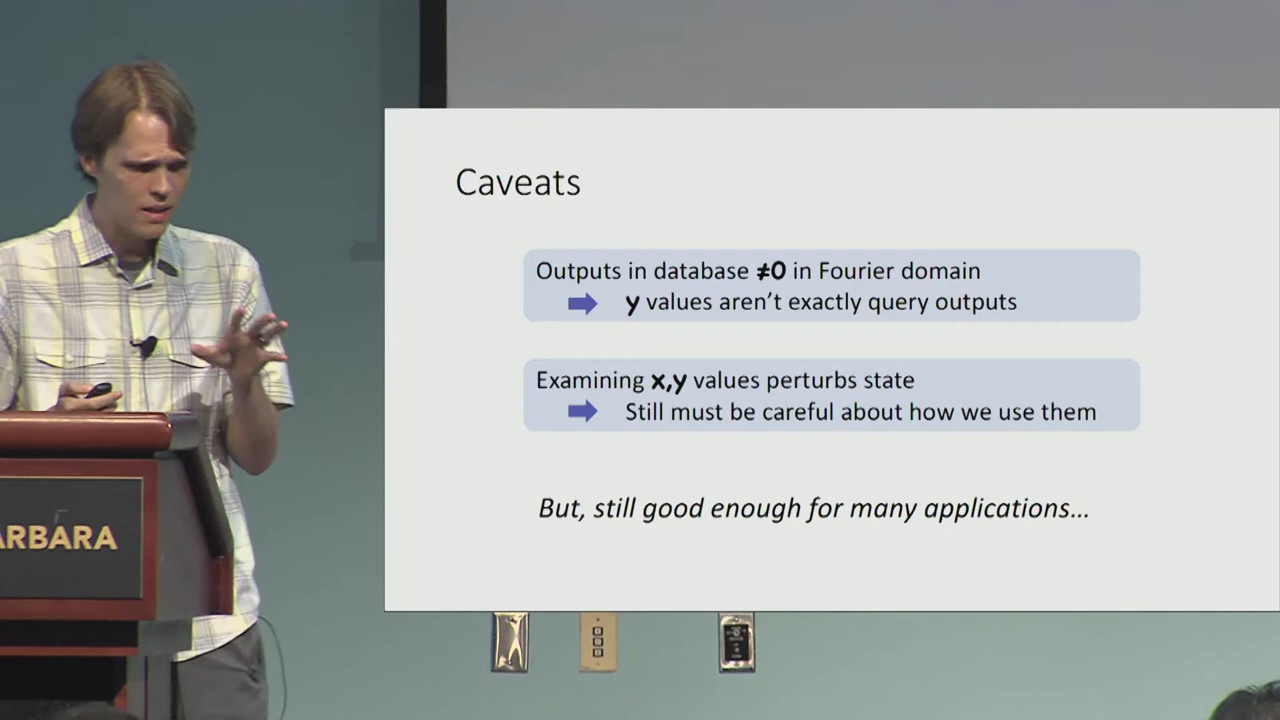 Caveats
Outputs in database ≠0 in Fourier domain
y values aren't exactly query outputs
Examining x,y values perturbs state
Still must be careful about how we use them
But, still good enough for many applications…
ARBARA